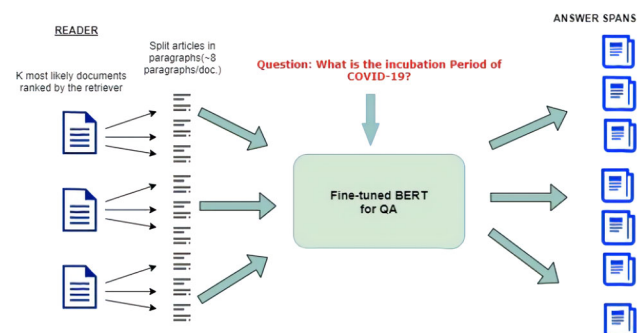 READER
K most likely documents
ranked by the retriever
Split articles in
paragraphs(~8
paragraphs/doc.)
Question: What is the incubation Period of
COVID-19?
Fine-tuned BERT
for QA
ANSWER SPANS